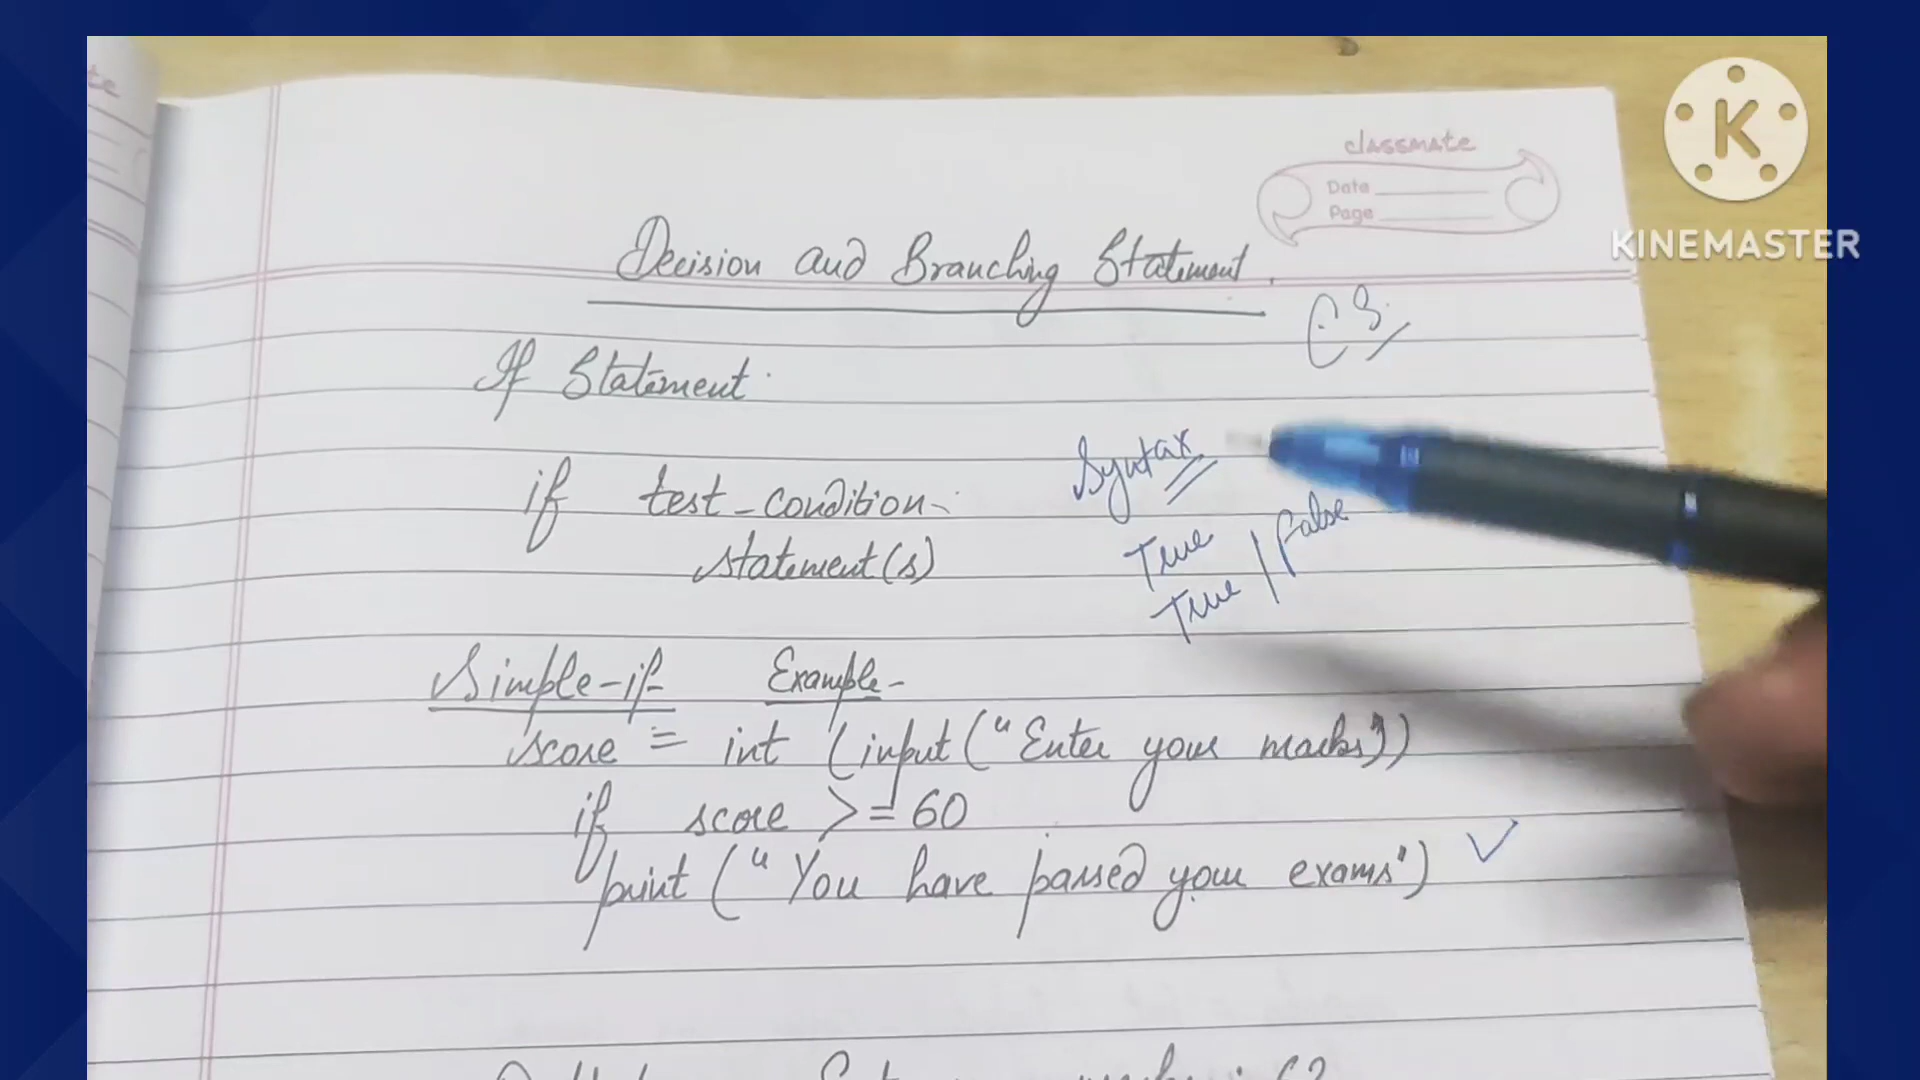 te
classmate
Date
Page
KINEMASTER
Decision and Branching Statement.
If Statement
if test_condition
statement(s)
Syntax
True
True / False
Simple-if- Example-
score = int (input("Enter your marks"))
if score >= 60
print ("You have passed your exams")